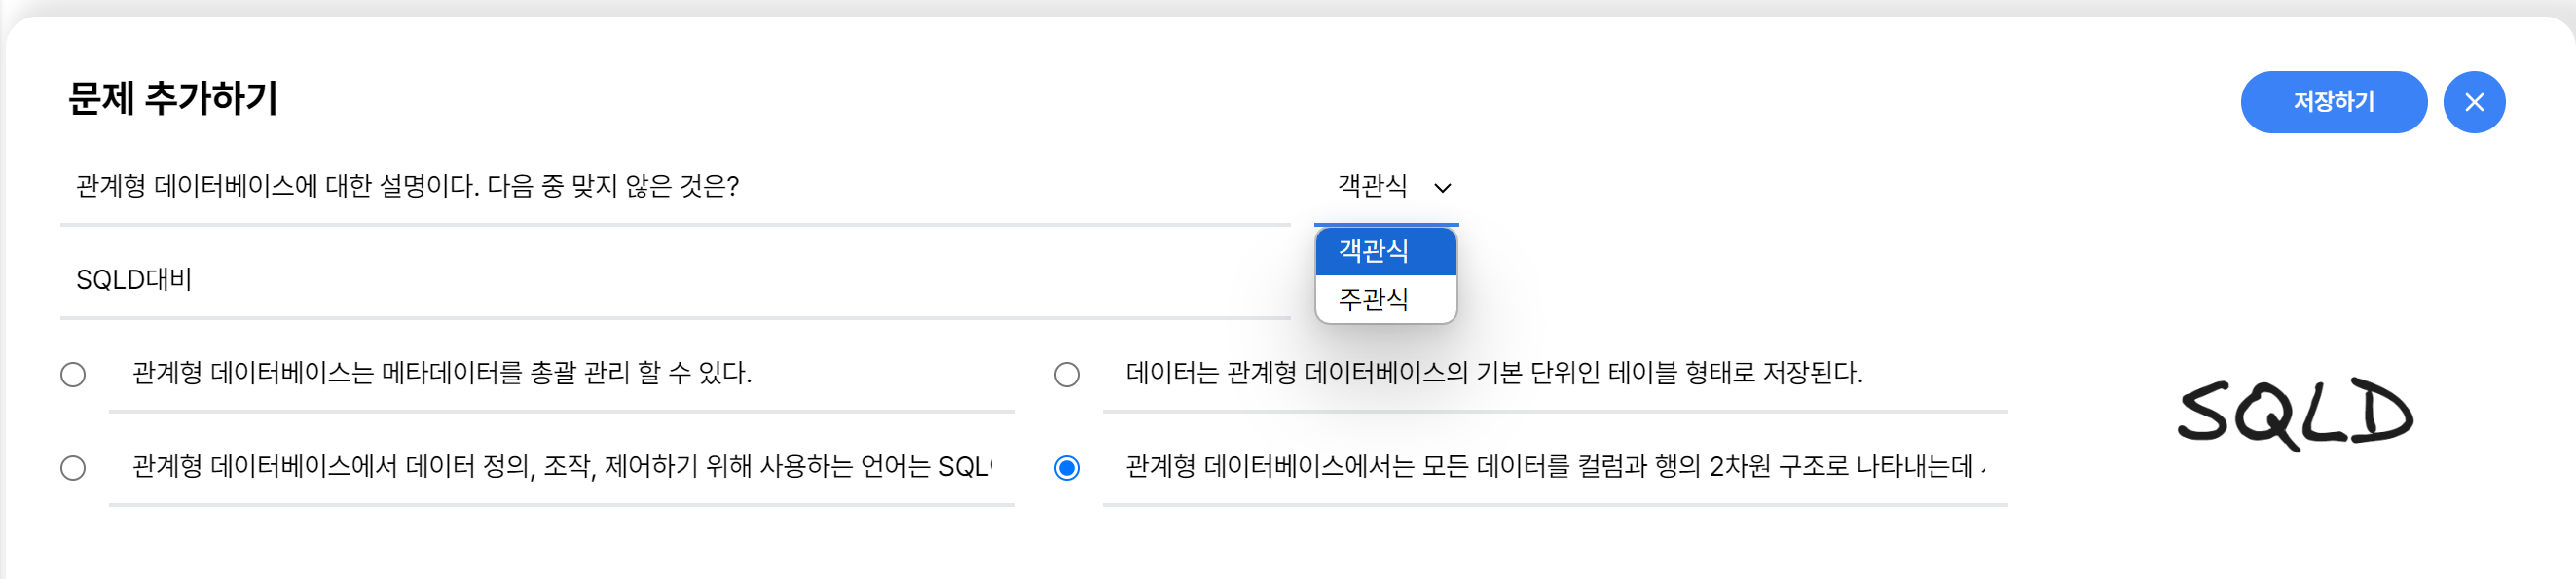 문제 추가하기
저장하기
관계형 데이터베이스에 대한 설명이다. 다음 중 맞지 않은 것은?
객관식
객관식
주관식
SQLD대비
관계형 데이터베이스는 메타데이터를 총괄 관리 할 수 있다.
데이터는 관계형 데이터베이스의 기본 단위인 테이블 형태로 저장된다.
관계형 데이터베이스에서 데이터 정의, 조작, 제어하기 위해 사용하는 언어는 SQL
관계형 데이터베이스에서는 모든 데이터를 컬럼과 행의 2차원 구조로 나타내는데
SQLD